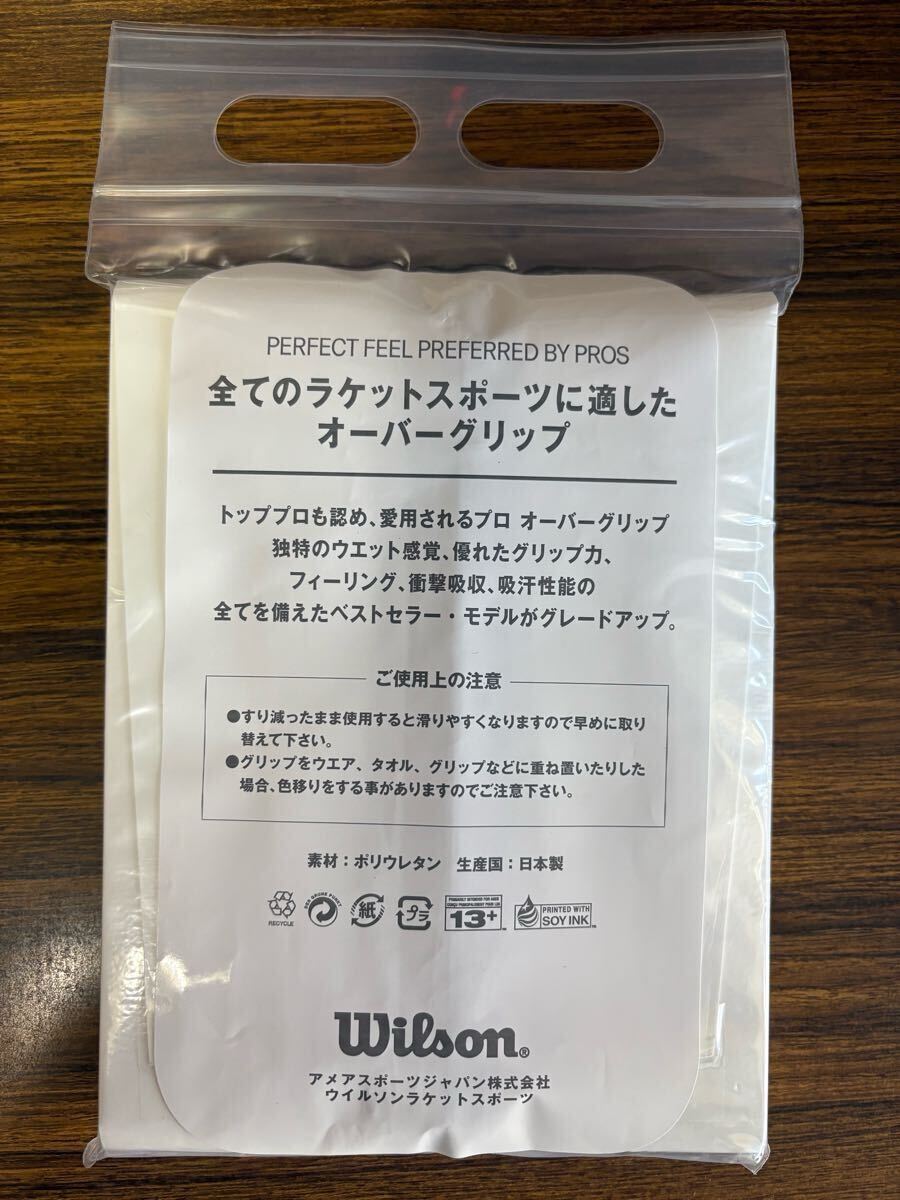 PERFECT FEEL PREFERRED BY PROS
全てのラケットスポーツに適した
オーバーグリップ
トッププロも認め、愛用されるプロ オーバーグリップ
独特のウエット感覚、優れたグリップ力、
フィーリング、衝撃吸収、吸汗性能の
全てを備えたベストセラー・モデルがグレードアップ。
ご使用上の注意
●すり減ったまま使用すると滑りやすくなりますので早めに取り
替えて下さい。
●グリップをウエア、タオル、グリップなどに重ね置いたりした
場合、色移りをする事がありますのでご注意下さい。
素材：ポリウレタン 生産国：日本製
RECYCLE
DER GRÜNE PUNKT
紙
プラ
PRIMARILY INTENDED FOR AGES
CONÇU PRINCIPALEMENT POUR LES
13+
PRINTED WITH
SOY INK
Wilson®
アメアスポーツジャパン株式会社
ウイルソンラケットスポーツ